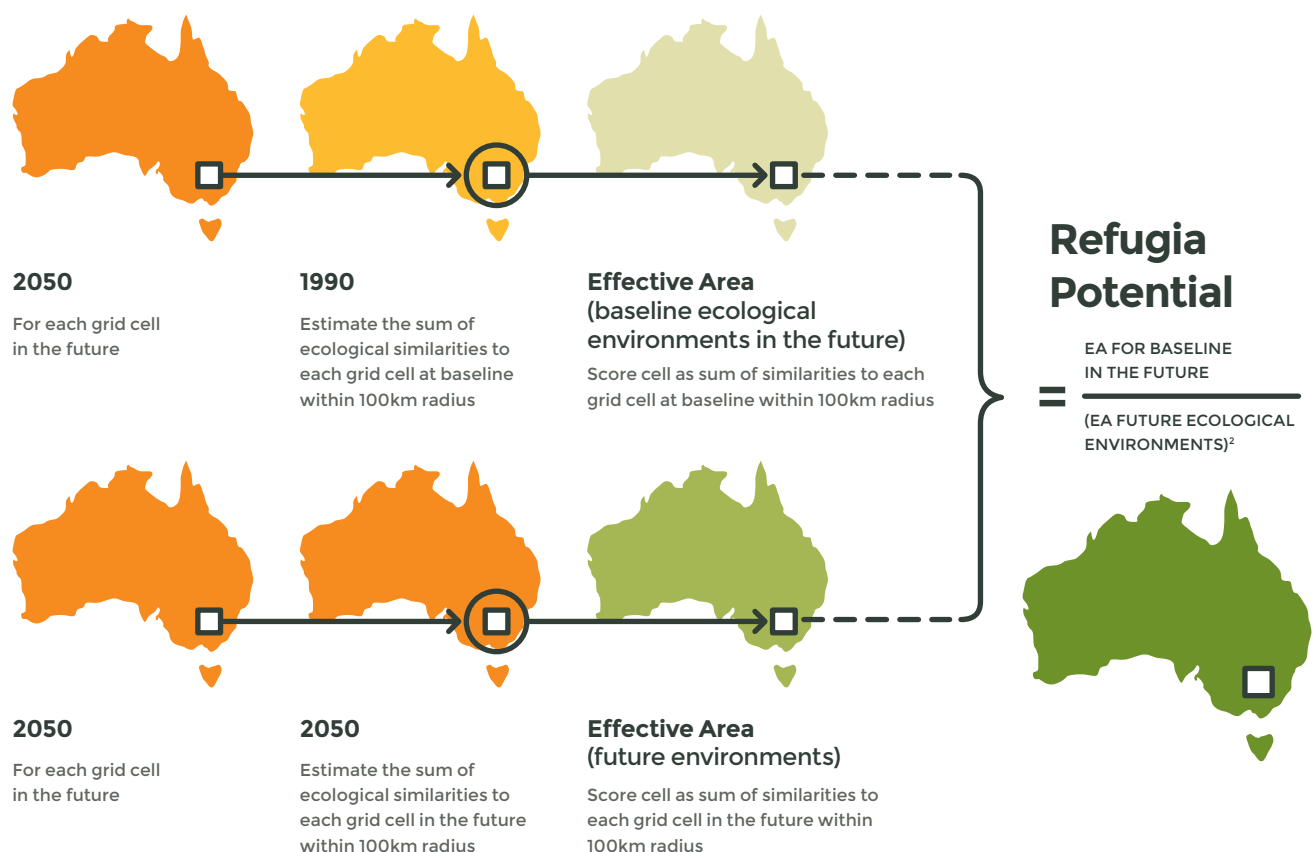 2050
For each grid cell
in the future
1990
Estimate the sum of
ecological similarities to
each grid cell at baseline
within 100km radius
Effective Area
(baseline ecological
environments in the future)
Score cell as sum of similarities to each
grid cell at baseline within 100km radius
2050
For each grid cell
in the future
2050
Estimate the sum of
ecological similarities to
each grid cell in the future
within 100km radius
Effective Area
(future environments)
Score cell as sum of similarities to
each grid cell in the future within
100km radius
Refugia
Potential
=
EA FOR BASELINE
IN THE FUTURE
(EA FUTURE ECOLOGICAL
ENVIRONMENTS)²